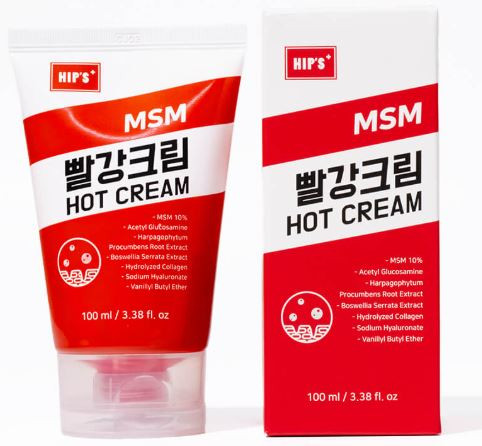 HIP'S+
MSM
빨강크림
HOT CREAM
- MSM 10%
- Acetyl Glucosamine
- Harpagophytum
Procumbens Root Extract
- Boswellia Serrata Extract
- Hydrolyzed Collagen
- Sodium Hyaluronate
- Vanillyl Butyl Ether
100 ml / 3.38 fl. oz
HIP'S+
MSM
빨강크림
HOT CREAM
- MSM 10%
- Acetyl Glucosamine
- Harpagophytum
Procumbens Root Extract
- Boswellia Serrata Extract
- Hydrolyzed Collagen
- Sodium Hyaluronate
- Vanillyl Butyl Ether
100 ml / 3.38 fl. oz